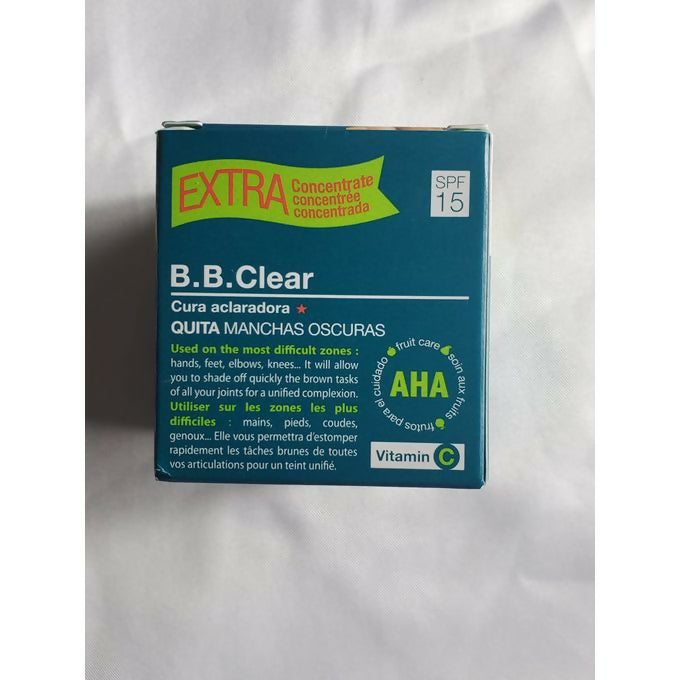 EXTRA Concentrate
concentrée
concentrada
SPF
15
B.B.Clear
Cura aclaradora
QUITA MANCHAS OSCURAS
Used on the most difficult zones :
hands, feet, elbows, knees... It will allow
you to shade off quickly the brown tasks
of all your joints for a unified complexion.
Utiliser sur les zones les plus
difficiles : mains, pieds, coudes,
genoux... Elle vous permettra d'estomper
rapidement les tâches brunes de toutes
vos articulations pour un teint unifié.
fruit care
soin aux fruits
frutos para el cuidado
AHA
Vitamin C